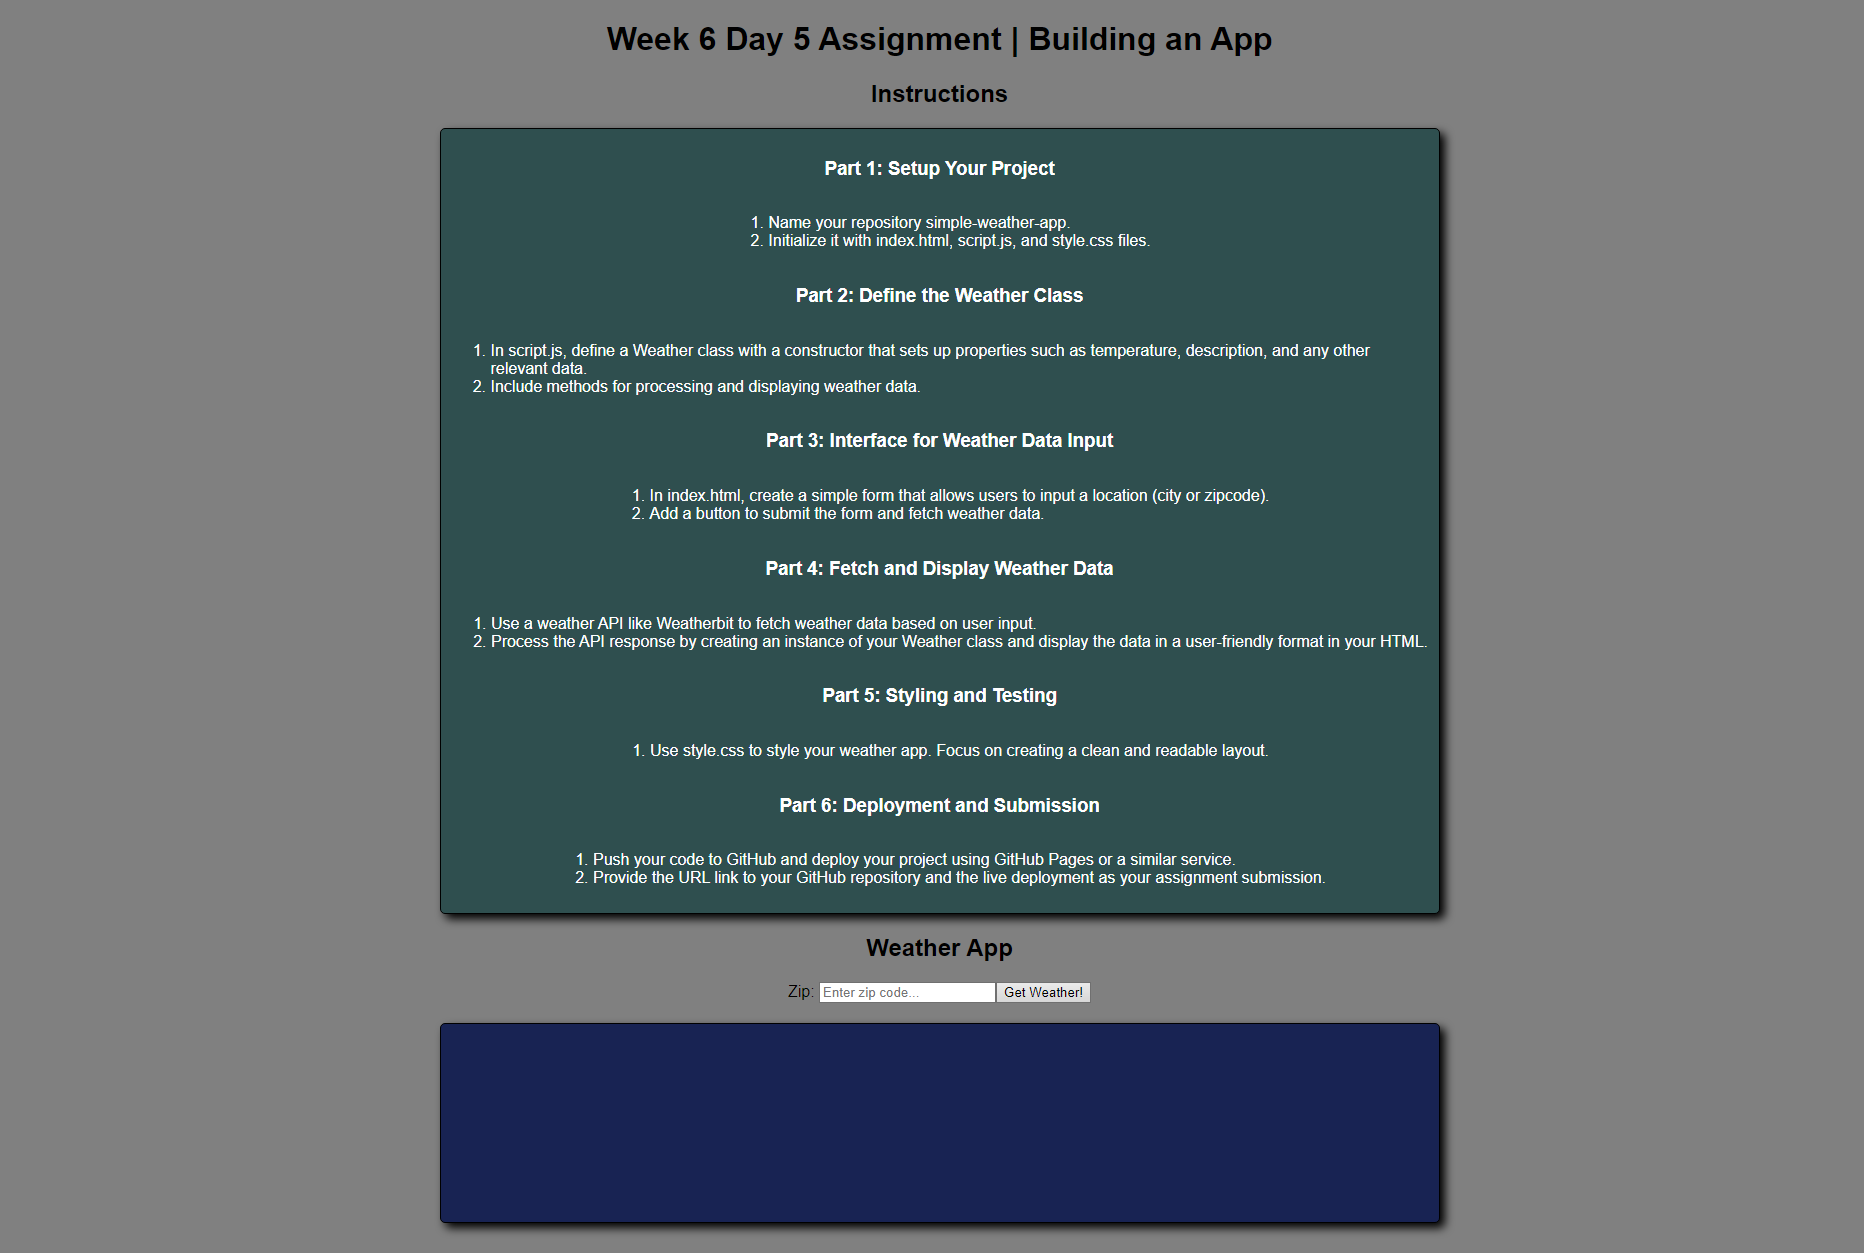 Week 6 Day 5 Assignment | Building an App
Instructions
Part 1: Setup Your Project
1. Name your repository simple-weather-app.
2. Initialize it with index.html, script.js, and style.css files.
Part 2: Define the Weather Class
1. In script.js, define a Weather class with a constructor that sets up properties such as temperature, description, and any other
relevant data.
2. Include methods for processing and displaying weather data.
Part 3: Interface for Weather Data Input
1. In index.html, create a simple form that allows users to input a location (city or zipcode).
2. Add a button to submit the form and fetch weather data.
Part 4: Fetch and Display Weather Data
1. Use a weather API like Weatherbit to fetch weather data based on user input.
2. Process the API response by creating an instance of your Weather class and display the data in a user-friendly format in your HTML.
Part 5: Styling and Testing
1. Use style.css to style your weather app. Focus on creating a clean and readable layout.
Part 6: Deployment and Submission
1. Push your code to GitHub and deploy your project using GitHub Pages or a similar service.
2. Provide the URL link to your GitHub repository and the live deployment as your assignment submission.
Weather App
Zip: Enter zip code... Get Weather!